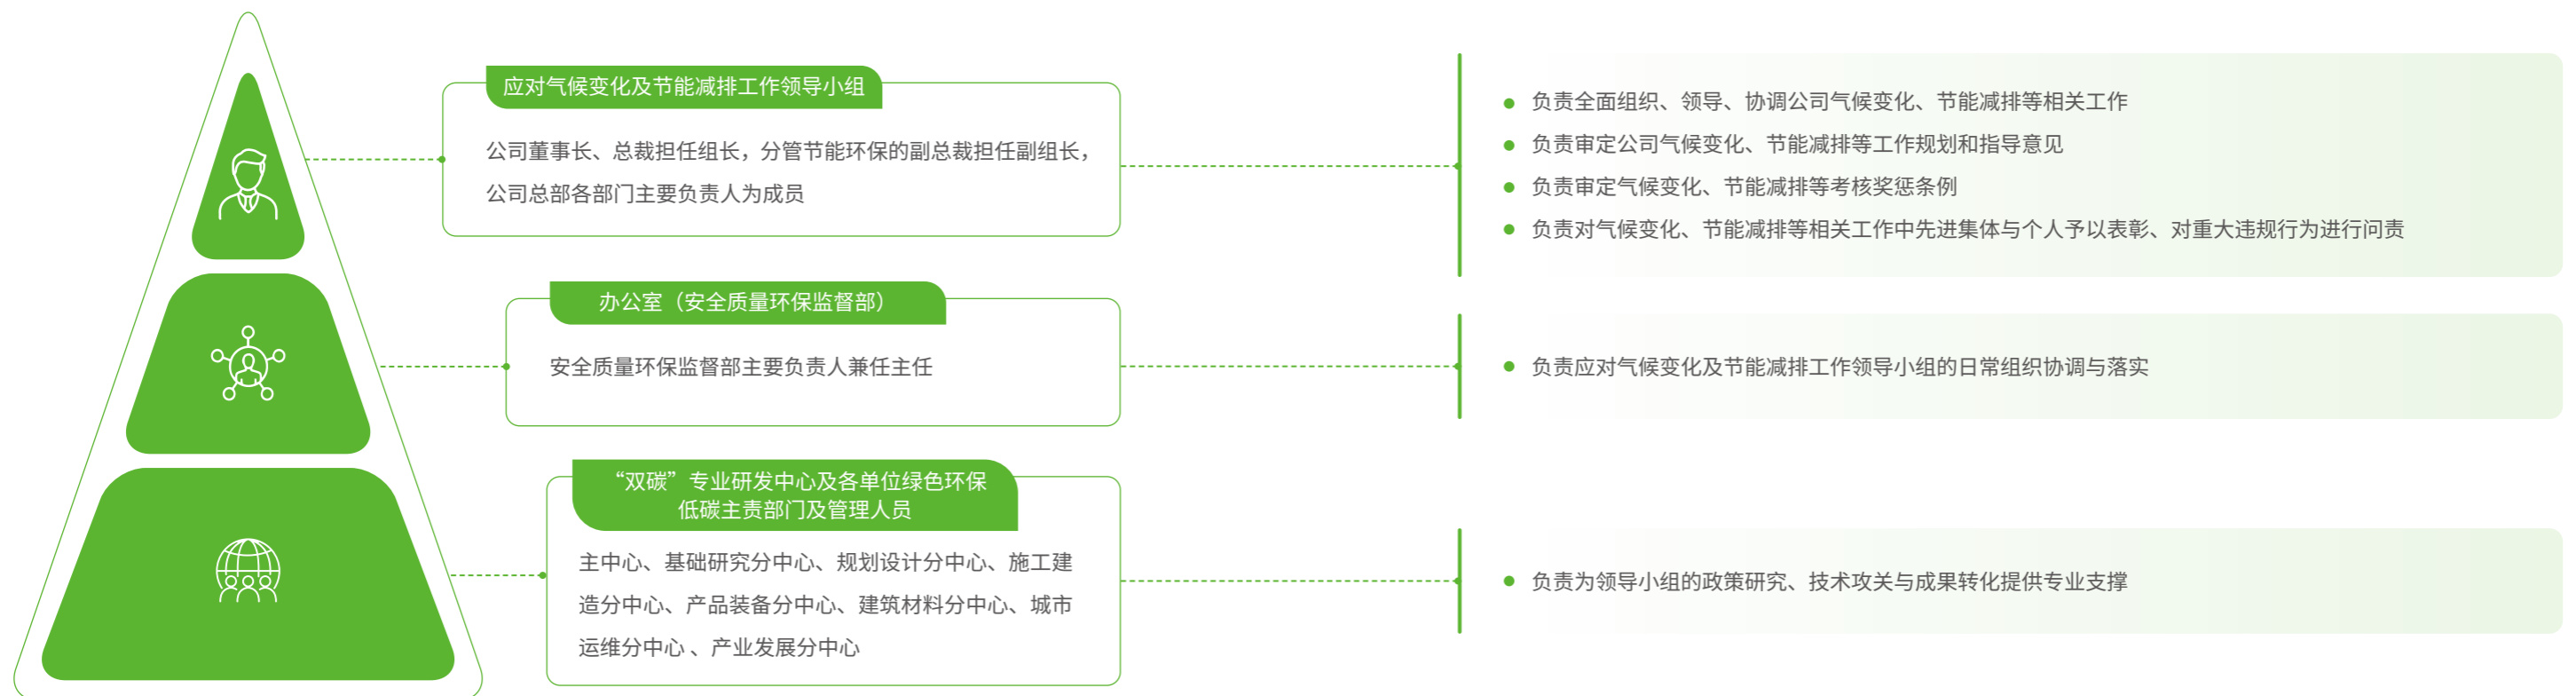 应对气候变化及节能减排工作领导小组
公司董事长、总裁担任组长，分管节能环保的副总裁担任副组长，
公司总部各部门主要负责人为成员
负责全面组织、领导、协调公司气候变化、节能减排等相关工作
负责审定公司气候变化、节能减排等工作规划和指导意见
负责审定气候变化、节能减排等考核奖惩条例
负责对气候变化、节能减排等相关工作中先进集体与个人予以表彰、对重大违规行为进行问责
办公室（安全质量环保监督部）
安全质量环保监督部主要负责人兼任主任
负责应对气候变化及节能减排工作领导小组的日常组织协调与落实
“双碳”专业研发中心及各单位绿色环保
低碳主责部门及管理人员
主中心、基础研究分中心、规划设计分中心、施工建
造分中心、产品装备分中心、建筑材料分中心、城市
运维分中心 、产业发展分中心
负责为领导小组的政策研究、技术攻关与成果转化提供专业支撑